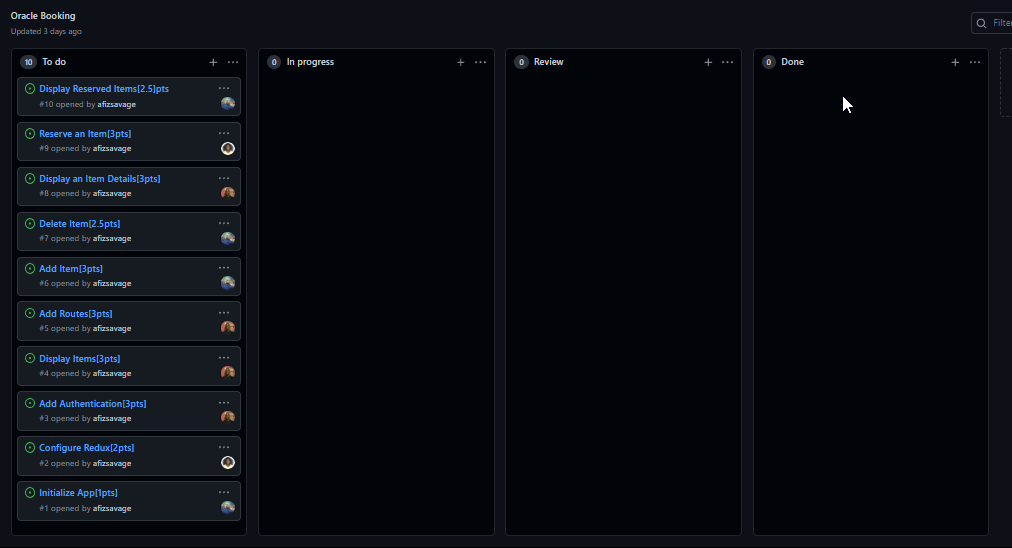 Oracle Booking
Updated 3 days ago
Filter
10 To do
Display Reserved Items[2.5]pts
#10 opened by afizsavage
Reserve an Item[3pts]
#9 opened by afizsavage
Display an Item Details[3pts]
#8 opened by afizsavage
Delete Item[2.5pts]
#7 opened by afizsavage
Add Item[3pts]
#6 opened by afizsavage
Add Routes[3pts]
#5 opened by afizsavage
Display Items[3pts]
#4 opened by afizsavage
Add Authentication[3pts]
#3 opened by afizsavage
Configure Redux[2pts]
#2 opened by afizsavage
Initialize App[1pts]
#1 opened by afizsavage
0 In progress
0 Review
0 Done